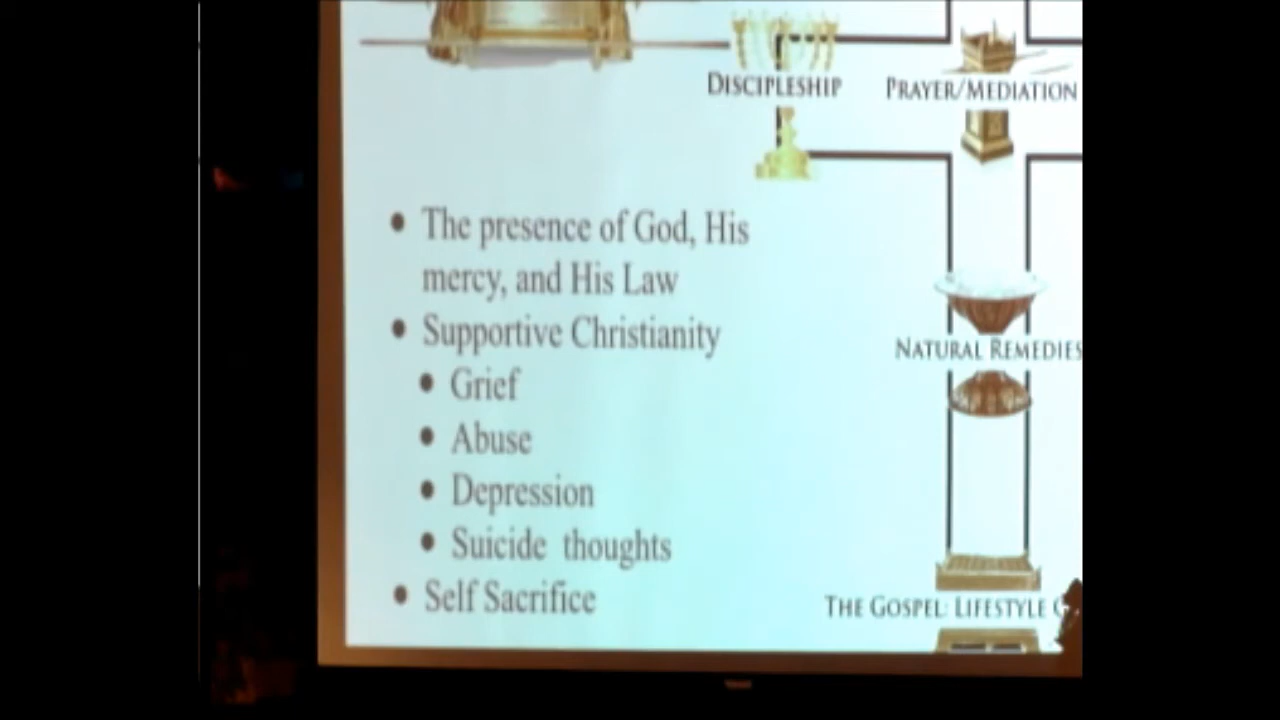 DISCIPLESHIP
PRAYER/MEDIATION
• The presence of God, His
mercy, and His Law
• Supportive Christianity
• Grief
• Abuse
• Depression
• Suicide thoughts
• Self Sacrifice
NATURAL REMEDIES
THE GOSPEL: LIFESTYLE